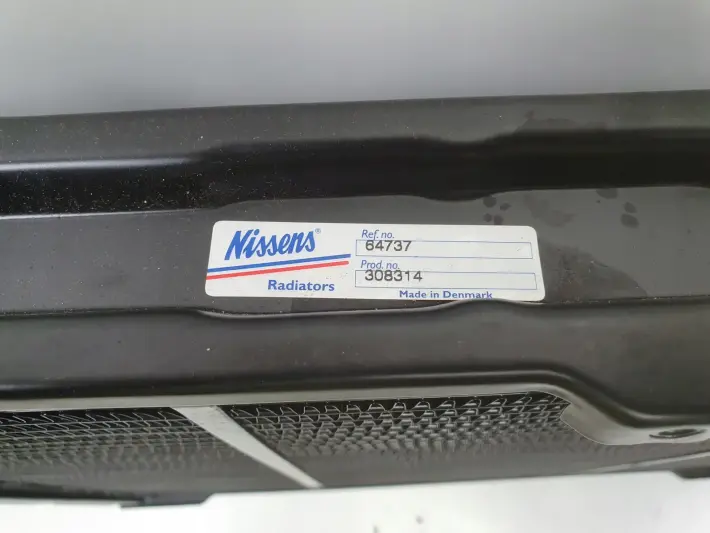 Nissens®
Radiators
Ref. no.
64737
Prod. no.
308314
Made in Denmark